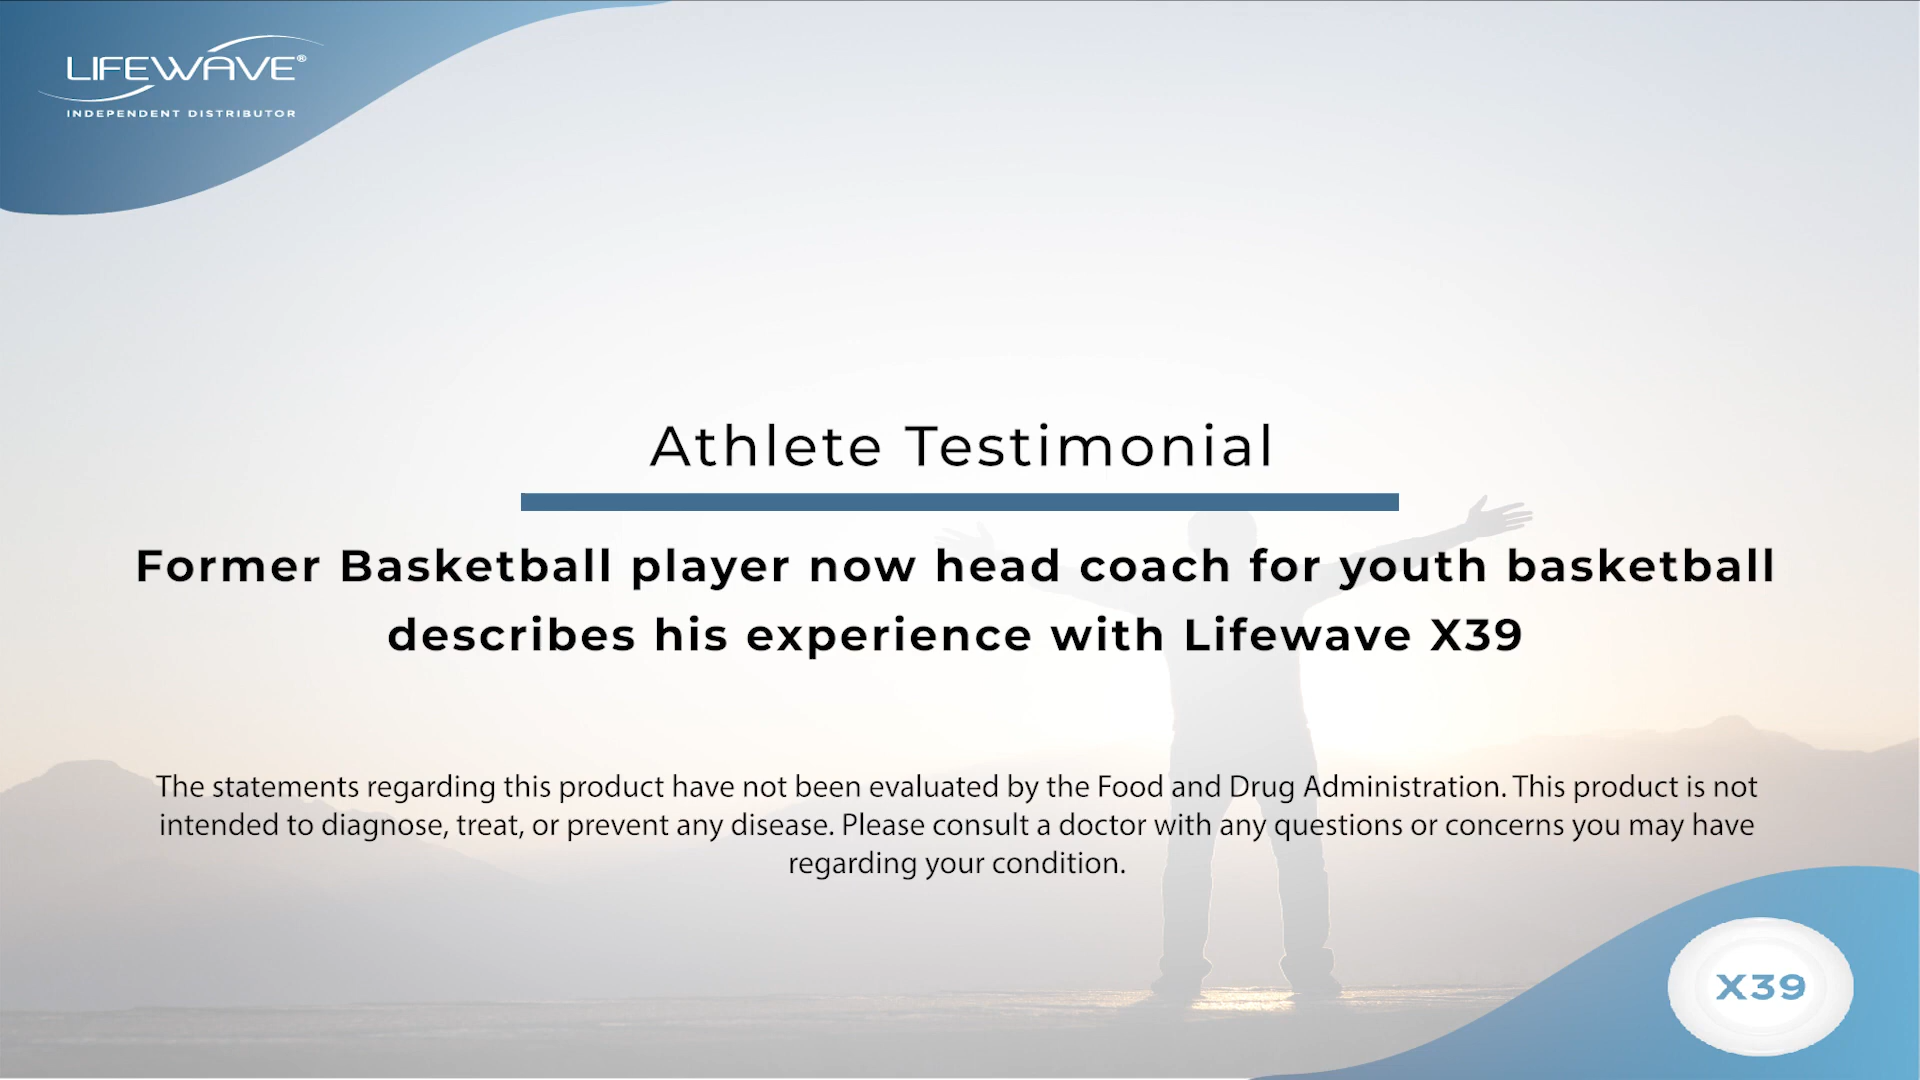 LIFEWAVE®
INDEPENDENT DISTRIBUTOR
Athlete Testimonial
Former Basketball player now head coach for youth basketball
describes his experience with Lifewave X39
The statements regarding this product have not been evaluated by the Food and Drug Administration. This product is not
intended to diagnose, treat, or prevent any disease. Please consult a doctor with any questions or concerns you may have
regarding your condition.
X39